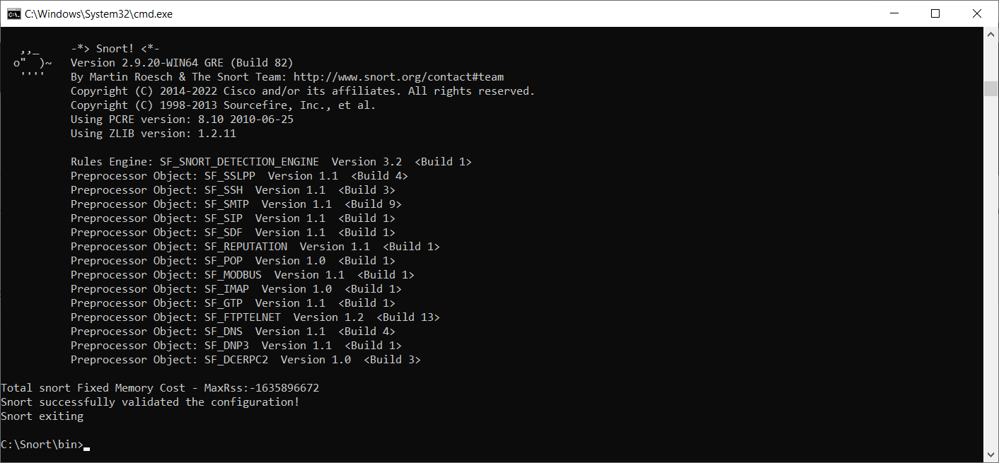 C:\Windows\System32\cmd.exe
,,_     -*> Snort! <*-
o"  )~   Version 2.9.20-WIN64 GRE (Build 82)
''''    By Martin Roesch & The Snort Team: http://www.snort.org/contact#team
Copyright (C) 2014-2022 Cisco and/or its affiliates. All rights reserved.
Copyright (C) 1998-2013 Sourcefire, Inc., et al.
Using PCRE version: 8.10 2010-06-25
Using ZLIB version: 1.2.11
Rules Engine: SF_SNORT_DETECTION_ENGINE  Version 3.2  <Build 1>
Preprocessor Object: SF_SSLPP  Version 1.1  <Build 4>
Preprocessor Object: SF_SSH  Version 1.1  <Build 3>
Preprocessor Object: SF_SMTP  Version 1.1  <Build 9>
Preprocessor Object: SF_SIP  Version 1.1  <Build 1>
Preprocessor Object: SF_SDF  Version 1.1  <Build 1>
Preprocessor Object: SF_REPUTATION  Version 1.1  <Build 1>
Preprocessor Object: SF_POP  Version 1.0  <Build 1>
Preprocessor Object: SF_MODBUS  Version 1.1  <Build 1>
Preprocessor Object: SF_IMAP  Version 1.0  <Build 1>
Preprocessor Object: SF_GTP  Version 1.1  <Build 1>
Preprocessor Object: SF_FTPTELNET  Version 1.2  <Build 13>
Preprocessor Object: SF_DNS  Version 1.1  <Build 4>
Preprocessor Object: SF_DNP3  Version 1.1  <Build 1>
Preprocessor Object: SF_DCERPC2  Version 1.0  <Build 3>
Total snort Fixed Memory Cost - MaxRss:-1635896672
Snort successfully validated the configuration!
Snort exiting
C:\Snort\bin>